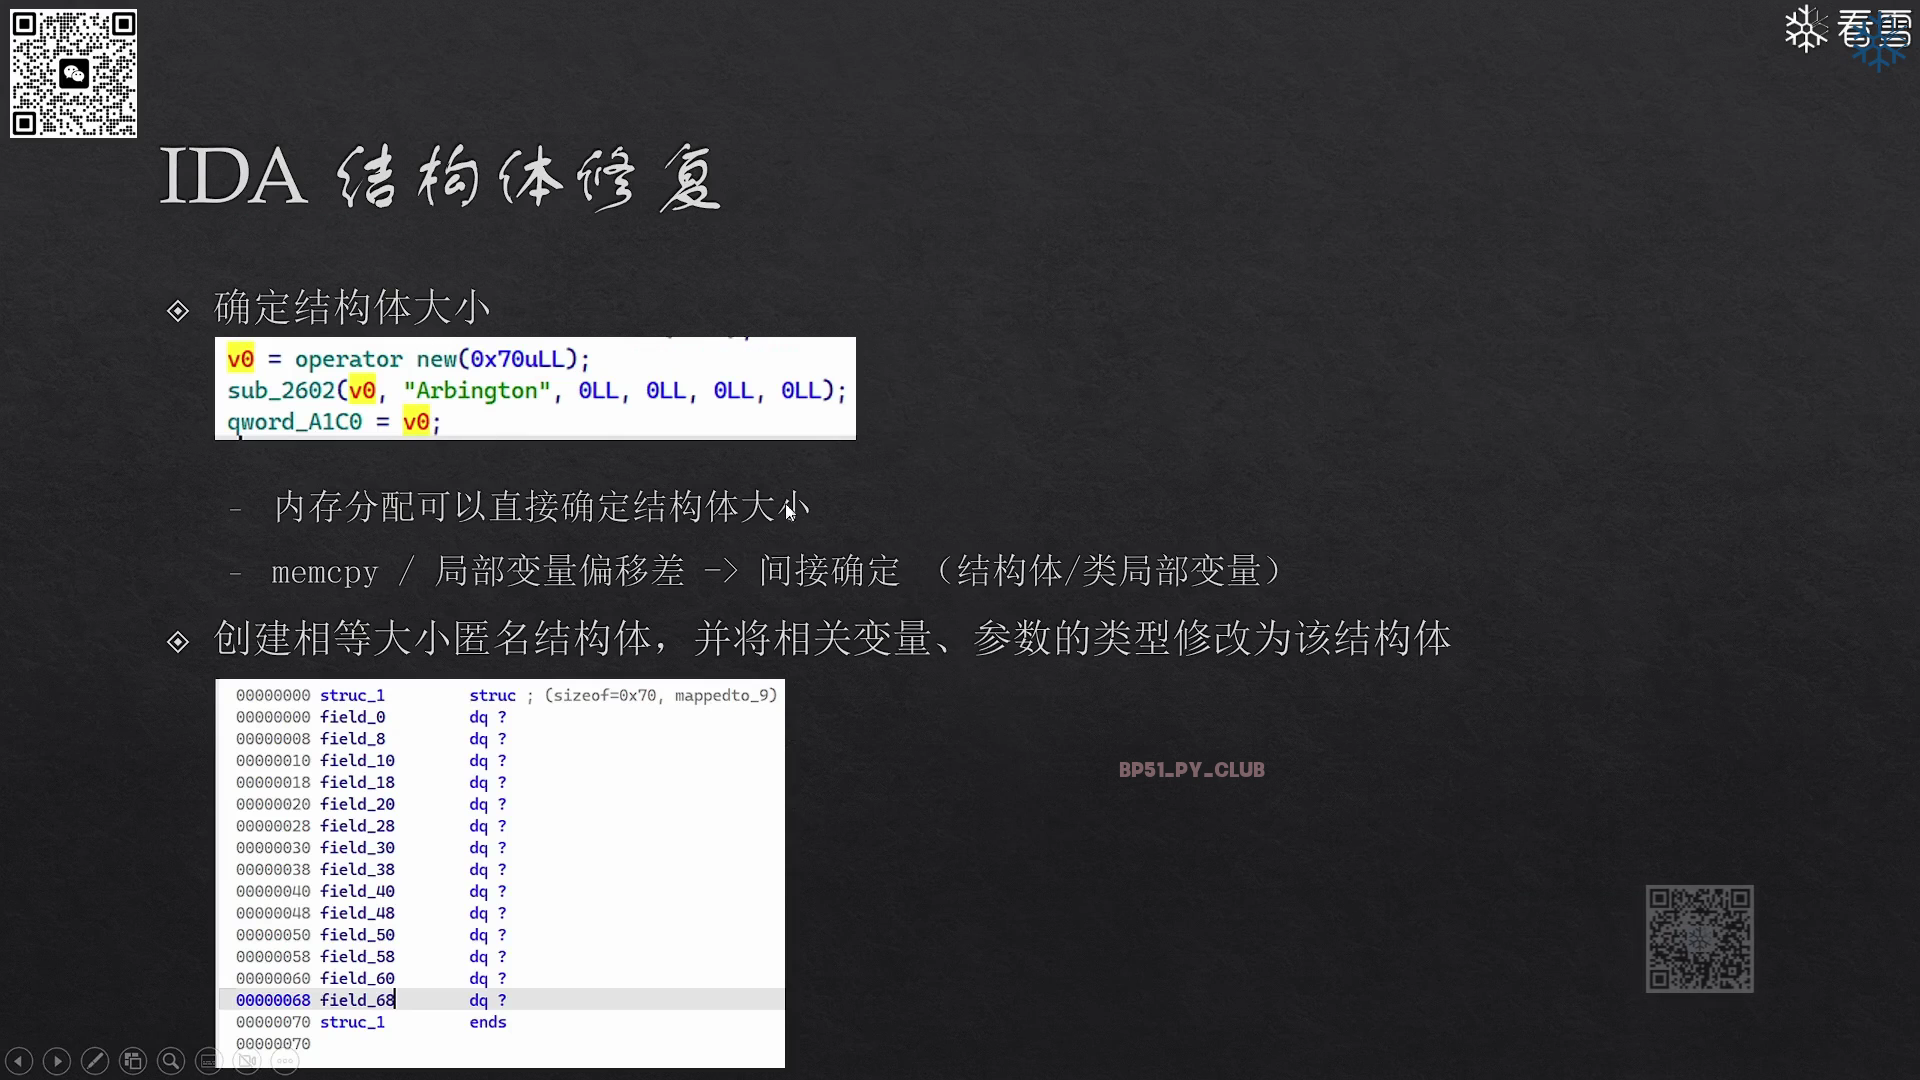 看雪
IDA 结构体修复
确定结构体大小
v0 = operator new(0x70uLL);
sub_2602(v0, "Arbington", 0LL, 0LL, 0LL, 0LL);
qword_A1C0 = v0;
- 内存分配可以直接确定结构体大小
- memcpy / 局部变量偏移差 -> 间接确定 （结构体/类局部变量）
创建相等大小匿名结构体，并将相关变量、参数的类型修改为该结构体
00000000 struc_1 struc ; (sizeof=0x70, mappedto_9)
00000000 field_0 dq ?
00000008 field_8 dq ?
00000010 field_10 dq ?
00000018 field_18 dq ?
00000020 field_20 dq ?
00000028 field_28 dq ?
00000030 field_30 dq ?
00000038 field_38 dq ?
00000040 field_40 dq ?
00000048 field_48 dq ?
00000050 field_50 dq ?
00000058 field_58 dq ?
00000060 field_60 dq ?
00000068 field_68 dq ?
00000070 struc_1 ends
00000070
BP51_PY_CLUB